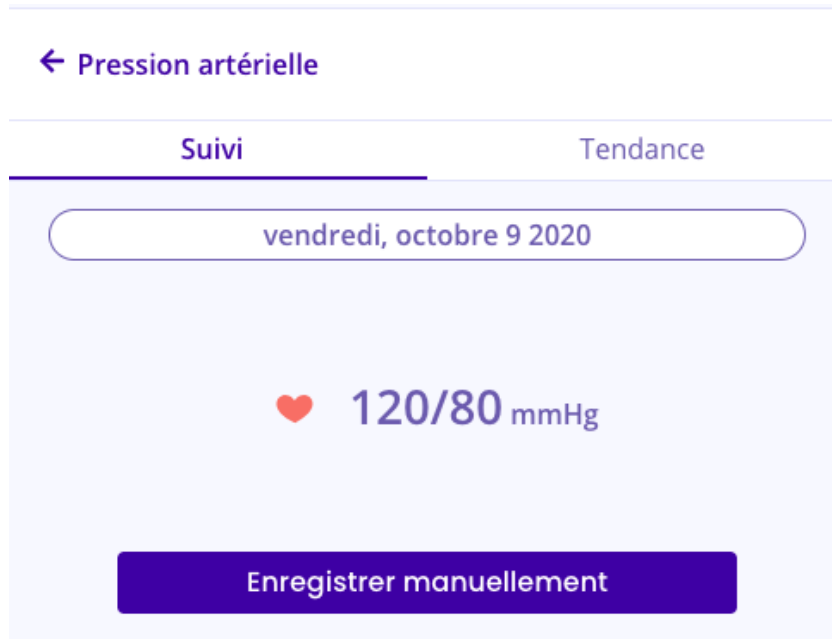 ← Pression artérielle
Suivi Tendance
vendredi, octobre 9 2020
120/80 mmHg
Enregistrer manuellement